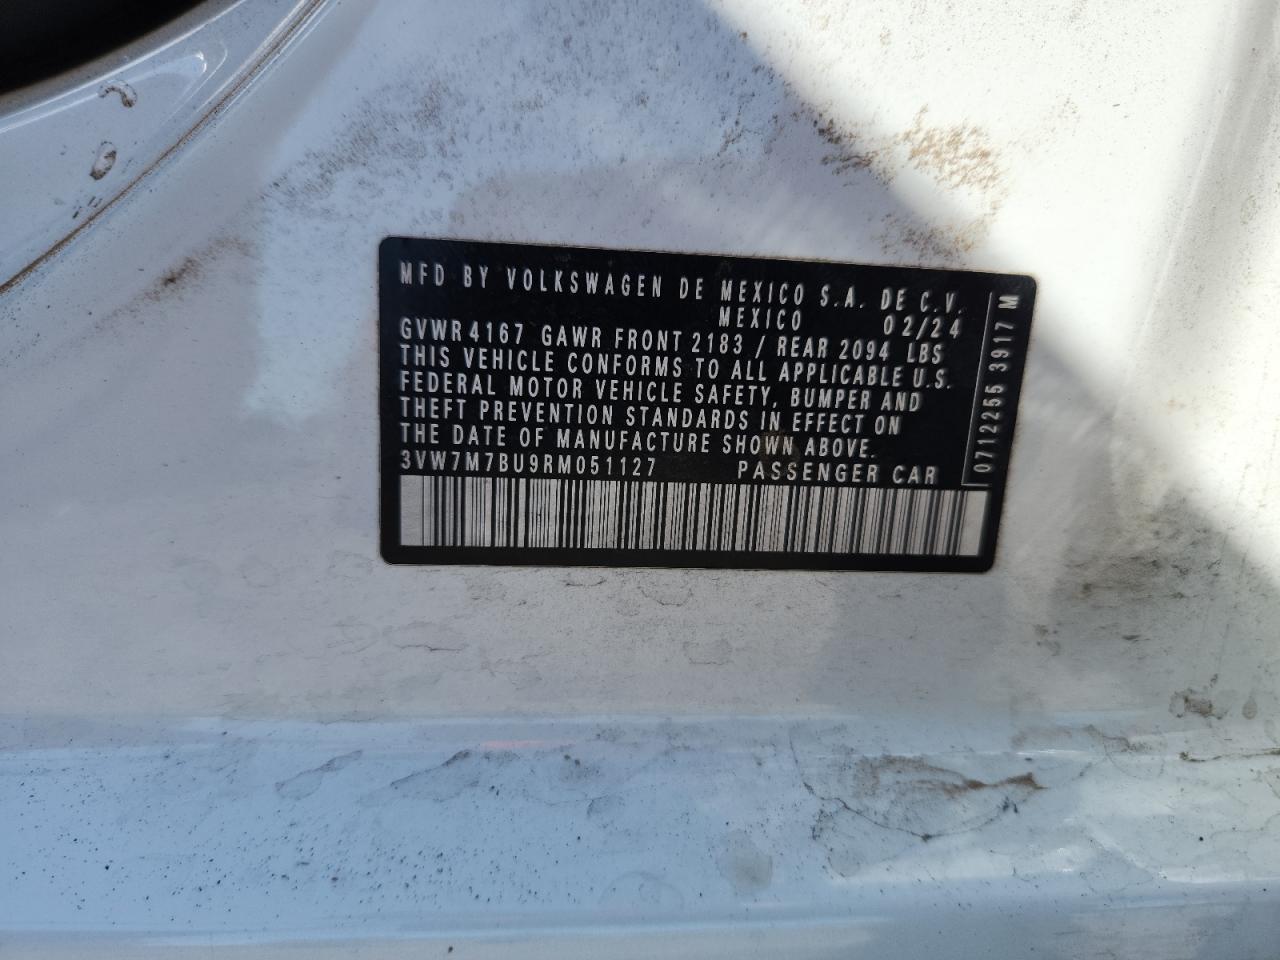 MFD BY VOLKSWAGEN DE MEXICO S.A. DE C.V.
MEXICO 02/24
GVWR 4167 GAWR FRONT 2183 / REAR 2094 LBS
THIS VEHICLE CONFORMS TO ALL APPLICABLE U.S.
FEDERAL MOTOR VEHICLE SAFETY, BUMPER AND
THEFT PREVENTION STANDARDS IN EFFECT ON
THE DATE OF MANUFACTURE SHOWN ABOVE.
3VW7M7BU9RM051127 PASSENGER CAR
0712255 3917 M